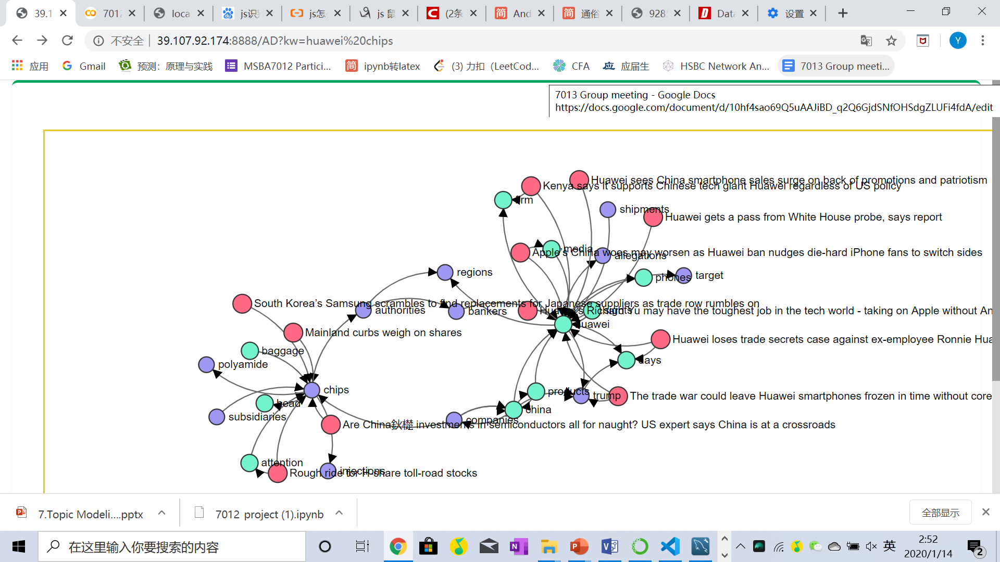 39.1
701
loca
js识
js怎
js 鼠
(2条
And
通俗
928
Data
设置
不安全
39.107.92.174:8888/AD?kw=huawei%20chips
应用
Gmail
预测：原理与实践
MSBA7012 Partici...
ipynb转latex
(3) 力扣（LeetCod...
CFA
应届生
HSBC Network An...
7013 Group meeti...
7013 Group meeting - Google Docs
https://docs.google.com/document/d/10hf4sao69Q5uAAJiBD_q2Q6GjdSNfOHSdgZLUFi4fdA/edit
Huawei sees China smartphone sales surge on back of promotions and patriotism
Kenya says it supports Chinese tech giant Huawei regardless of US policy
firm
shipments
Huawei gets a pass from White House probe, says report
media
Apple's China woes may worsen as Huawei ban nudges die-hard iPhone fans to switch sides
allegations
regions
phones
target
South Korea's Samsung scrambles to find replacements for Japanese suppliers as trade row rumbles on
authorities
bankers
Huawei's Richard Yu may have the toughest job in the tech world - taking on Apple without An
rights
huawei
Mainland curbs weigh on shares
Huawei loses trade secrets case against ex-employee Ronnie Hua
baggage
polyamide
days
chips
products
trump
The trade war could leave Huawei smartphones frozen in time without core
head
china
subsidiaries
companies
Are China鈥檚 investments in semiconductors all for naught? US expert says China is at a crossroads
attention
injections
Rough ride for H-share toll-road stocks
7.Topic Modeli....pptx
7012 project (1).ipynb
全部显示
在这里输入你要搜索的内容
英
2:52
2020/1/14
2